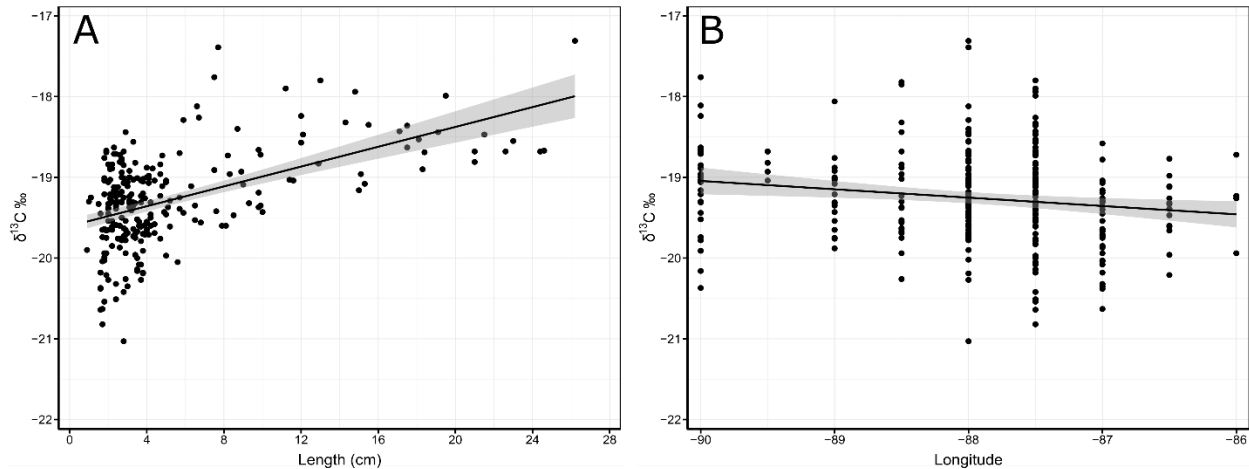 A
−17
−18
−19
−20
−21
−22
δ13C ‰
0 4 8 12 16 20 24 28
Length (cm)
B
−17
−18
−19
−20
−21
−22
δ13C ‰
−90 −89 −88 −87 −86
Longitude